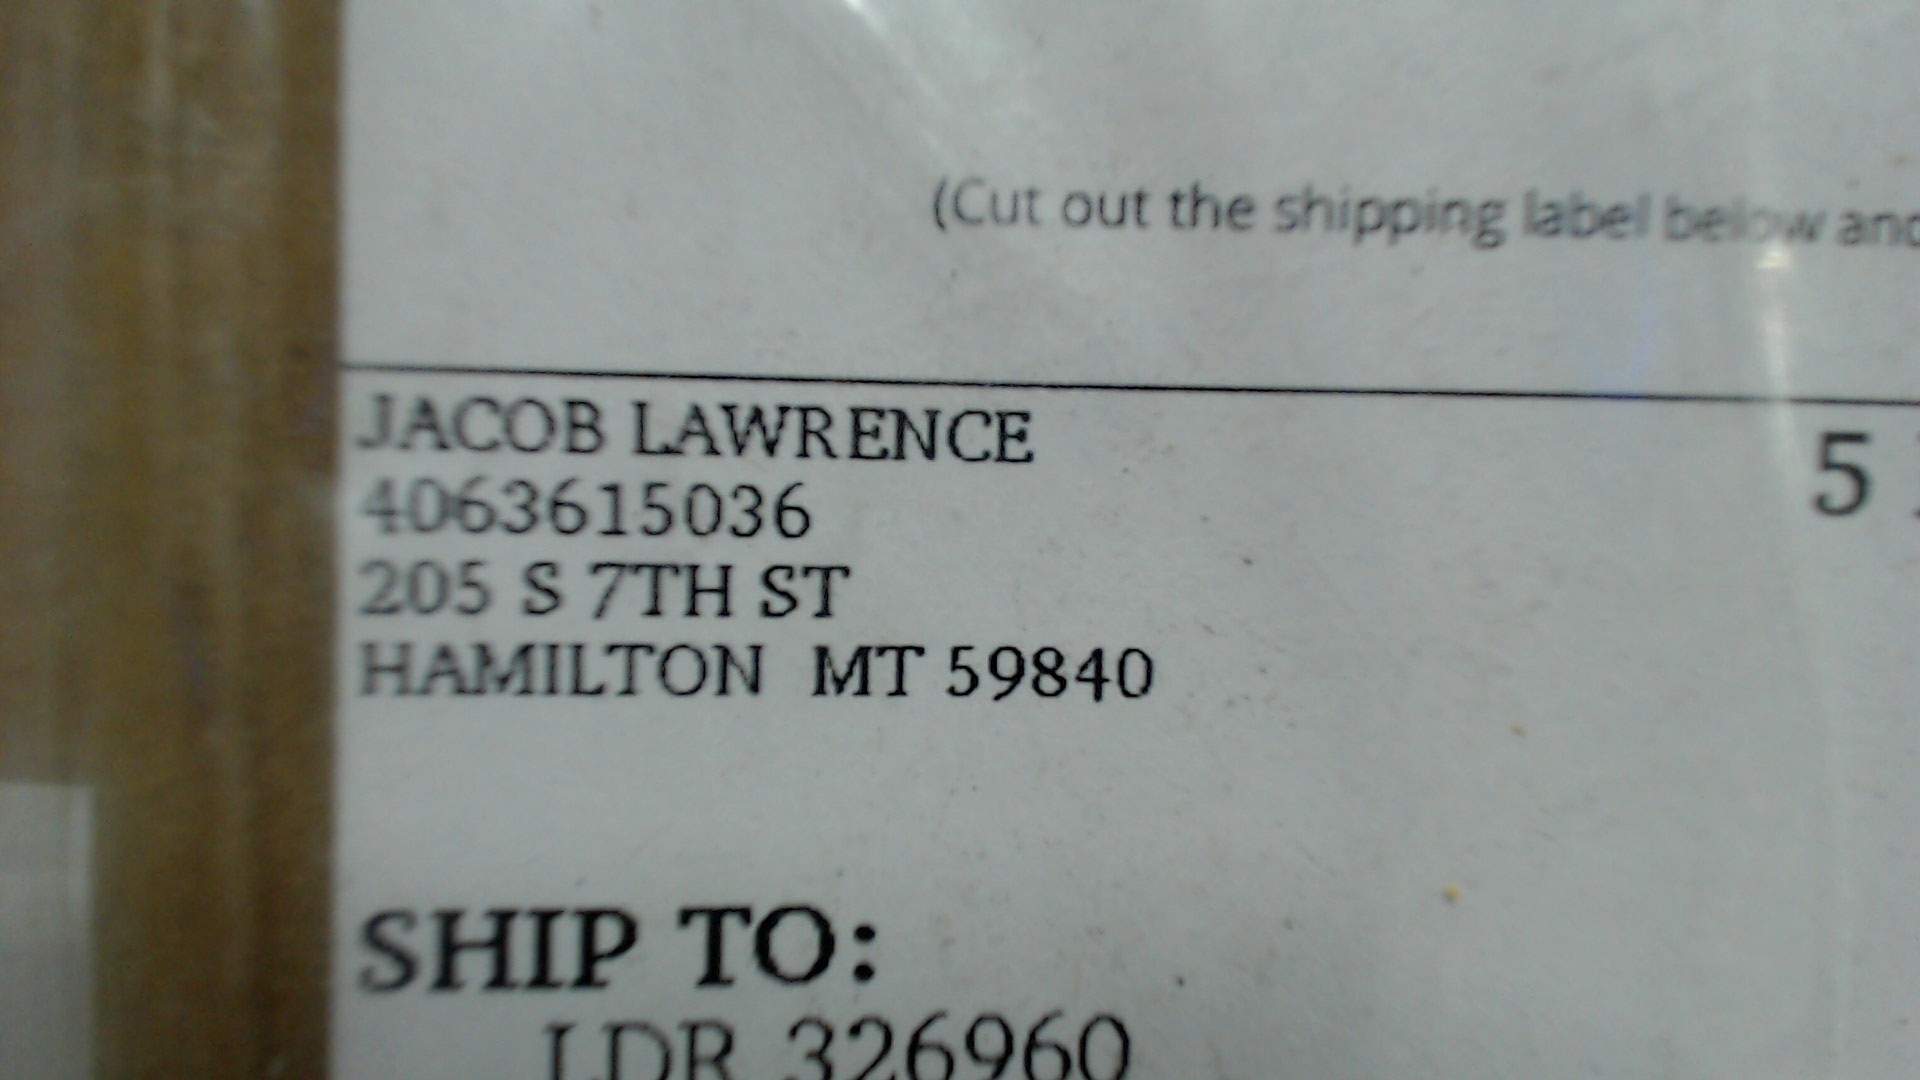 (Cut out the shipping label below and
JACOB LAWRENCE
4063615036
5
205 S 7TH ST
HAMILTON MT 59840
SHIP TO:
LDR 326960